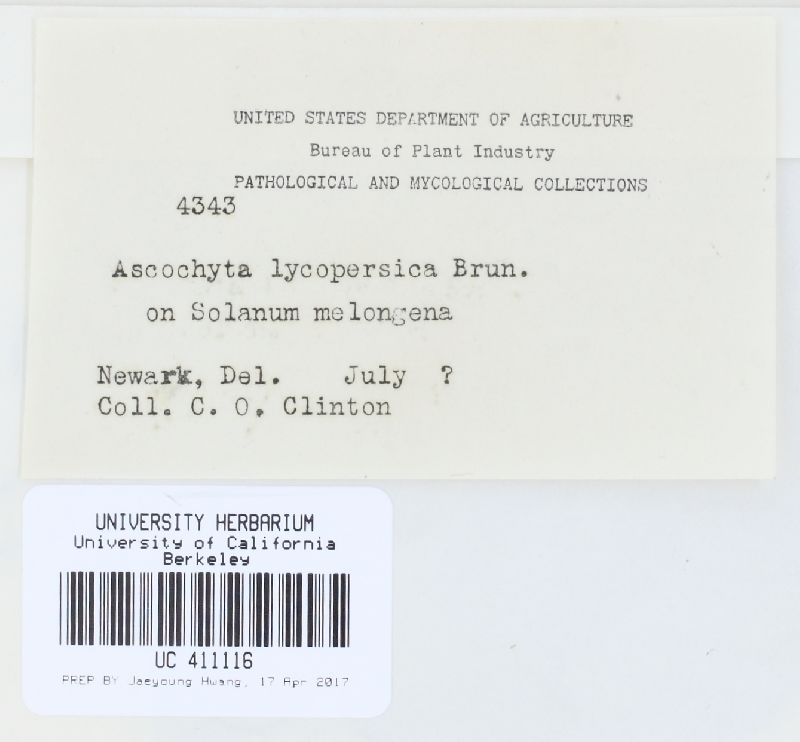 UNITED STATES DEPARTMENT OF AGRICULTURE
Bureau of Plant Industry
PATHOLOGICAL AND MYCOLOGICAL COLLECTIONS
4343
Ascochyta lycopersica Brun.
on Solanum melongena
Newark, Del. July ?
Coll. C. O. Clinton
UNIVERSITY HERBARIUM
University of California
Berkeley
UC 411116
PREP BY Jaeyoung Hwang, 17 Apr 2017